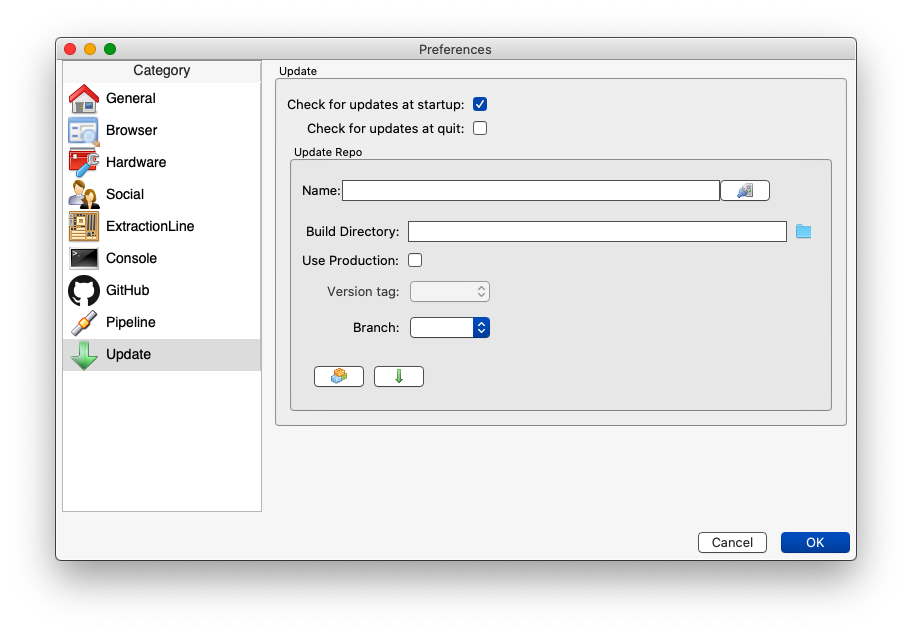 Preferences
Category
General
Browser
Hardware
Social
ExtractionLine
Console
GitHub
Pipeline
Update
Update
Check for updates at startup:
Check for updates at quit:
Update Repo
Name:
Build Directory:
Use Production:
Version tag:
Branch:
Cancel
OK